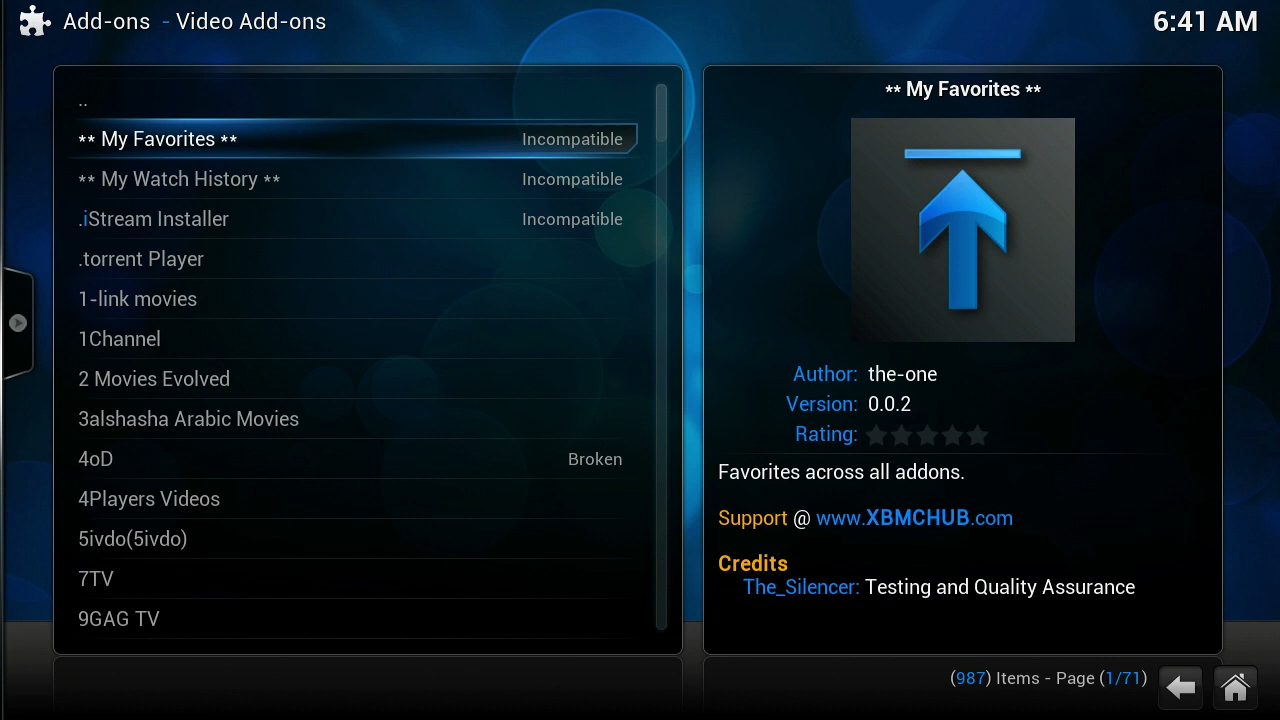 Add-ons - Video Add-ons
6:41 AM
..
** My Favorites ** Incompatible
** My Watch History ** Incompatible
.iStream Installer Incompatible
.torrent Player
1-link movies
1Channel
2 Movies Evolved
3alshasha Arabic Movies
4oD Broken
4Players Videos
5ivdo(5ivdo)
7TV
9GAG TV
** My Favorites **
Author: the-one
Version: 0.0.2
Rating:
Favorites across all addons.
Support @ www.XBMCHUB.com
Credits
The_Silencer: Testing and Quality Assurance
(987) Items - Page (1/71)